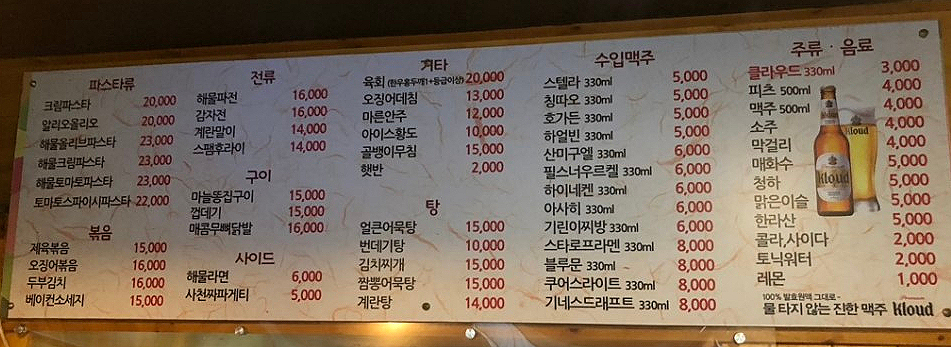 파스타류
크림파스타 20,000
알리오올리오 20,000
해물올리브파스타 23,000
해물크림파스타 23,000
해물토마토파스타 23,000
토마토스파이시파스타 22,000
볶음
제육볶음 15,000
오징어볶음 16,000
두부김치 16,000
베이컨소세지 15,000
전류
해물파전 16,000
감자전 16,000
계란말이 14,000
스팸후라이 14,000
구이
마늘똥집구이 15,000
껍데기 15,000
매콤무뼈닭발 16,000
사이드
해물라면 6,000
사천짜파게티 5,000
기타
육회 (한우홍두깨1+등급이상) 20,000
오징어데침 13,000
마른안주 12,000
아이스황도 10,000
골뱅이무침 15,000
햇반 2,000
탕
얼큰어묵탕 15,000
번데기탕 10,000
김치찌개 15,000
짬뽕어묵탕 15,000
계란탕 14,000
수입맥주
스텔라 330ml 5,000
칭따오 330ml 5,000
호가든 330ml 5,000
하얼빈 330ml 5,000
산미구엘 330ml 6,000
필스너우르켈 330ml 6,000
하이네켄 330ml 6,000
아사히 330ml 6,000
기린이찌방 330ml 6,000
스타로프라멘 330ml 8,000
블루문 330ml 8,000
쿠어스라이트 330ml 8,000
기네스드래프트 330ml 8,000
주류 · 음료
클라우드 330ml 3,000
피츠 500ml 4,000
맥주 500ml 4,000
소주 4,000
막걸리 4,000
매화수 5,000
청하 5,000
맑은이슬 5,000
한라산 5,000
콜라,사이다 2,000
토닉워터 2,000
레몬 1,000
kloud
kloud
100% 발효원액 그대로~
물 타지 않는 진한 맥주 Kloud